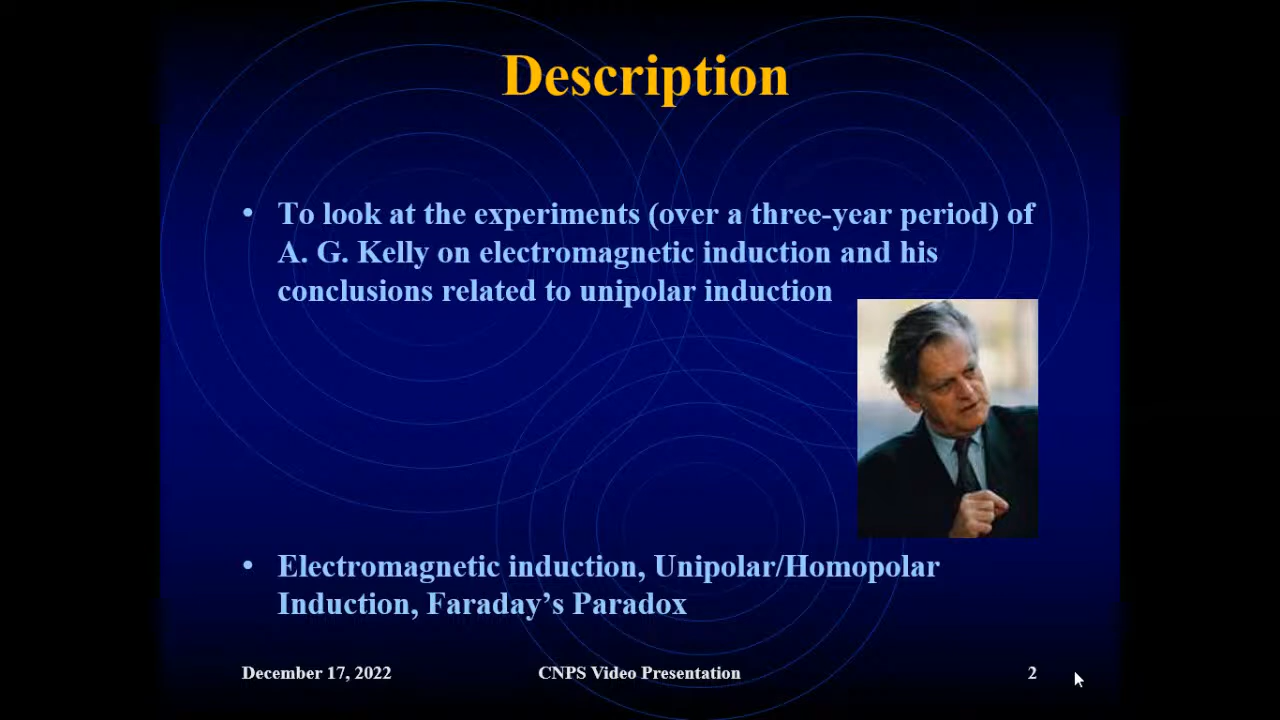 Description
• To look at the experiments (over a three-year period) of
A. G. Kelly on electromagnetic induction and his
conclusions related to unipolar induction
• Electromagnetic induction, Unipolar/Homopolar
Induction, Faraday’s Paradox
December 17, 2022 CNPS Video Presentation 2